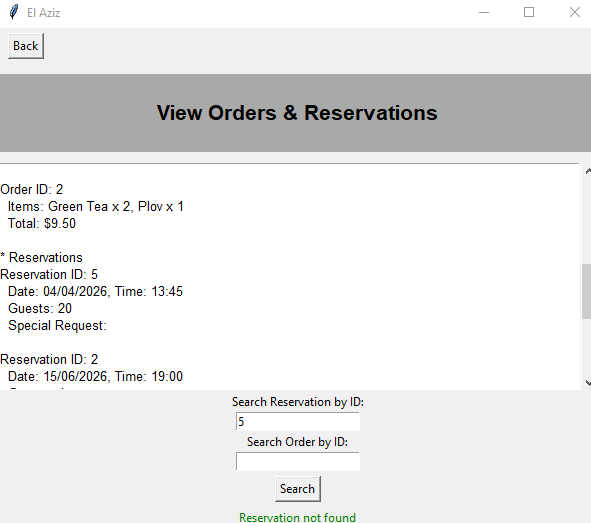 El Aziz
Back
View Orders & Reservations
Order ID: 2
Items: Green Tea x 2, Plov x 1
Total: $9.50
* Reservations
Reservation ID: 5
Date: 04/04/2026, Time: 13:45
Guests: 20
Special Request:
Reservation ID: 2
Date: 15/06/2026, Time: 19:00
Search Reservation by ID:
5
Search Order by ID:
Search
Reservation not found